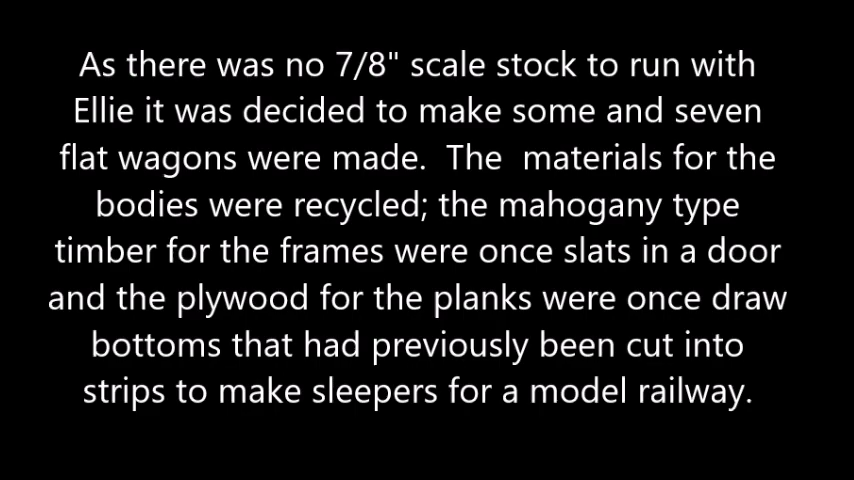 As there was no 7/8" scale stock to run with
Ellie it was decided to make some and seven
flat wagons were made.  The  materials for the
bodies were recycled; the mahogany type
timber for the frames were once slats in a door
and the plywood for the planks were once draw
bottoms that had previously been cut into
strips to make sleepers for a model railway.